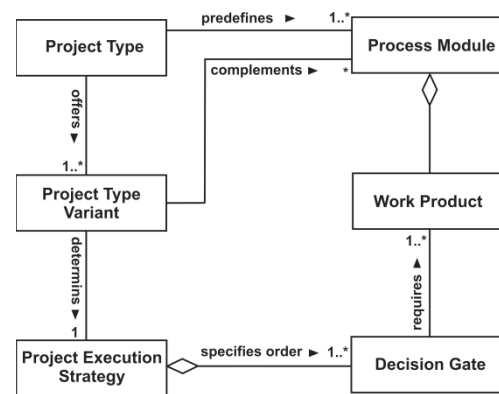 predefines ► 1..*
Project Type
Process Module
complements ► *
offers ►
1..*
Project Type
Variant
Work Product
1..*
determins ►
requires ►
1
Project Execution
Strategy
specifies order ► 1..*
Decision Gate